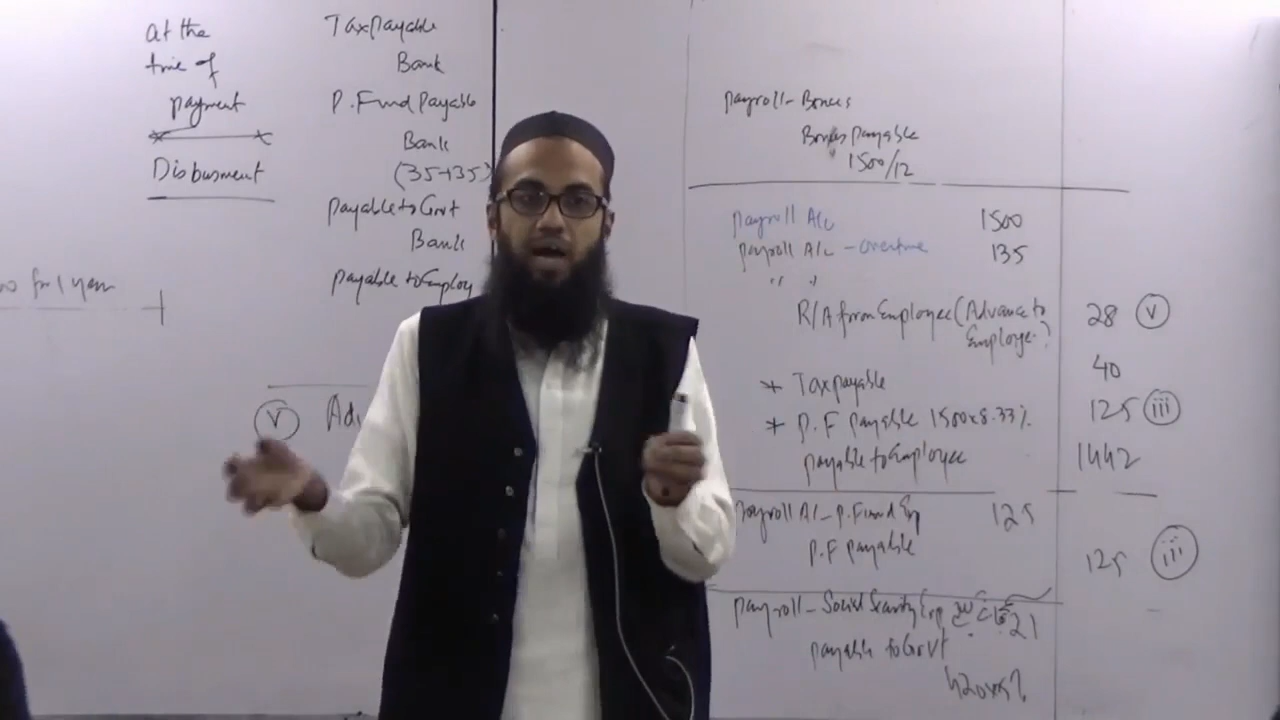 at the
time of
payment
Disbusment
Tax payable
Bank
P. Fund Payable
Bank
(35+35)
payable to Govt
Bank
payable to Employ
for 1 year
(v) Adv
payroll - Bonus
Bonus payable
1500/12
payroll A/c 1500
payroll A/c - overtime 135
" "
R/A from Employee (Advance to 28 (v)
Employee?
* Tax payable 40
* P.F payable 1500x8.33% 125 (iii)
payable to Employee 1442
payroll A/c - P.Fund Exp 125
P.F payable 125 (iii)
payroll - Social Security Exp 21
payable to Govt
420x5%